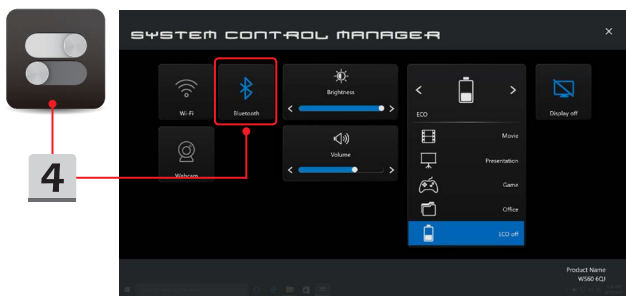 SYSTEM CONTROL MANAGER
Wi-Fi
Bluetooth
Brightness
ECO
Display off
Webcam
Volume
Movie
Presentation
Game
Office
ECO off
4
Product Name
WS60 6QJ